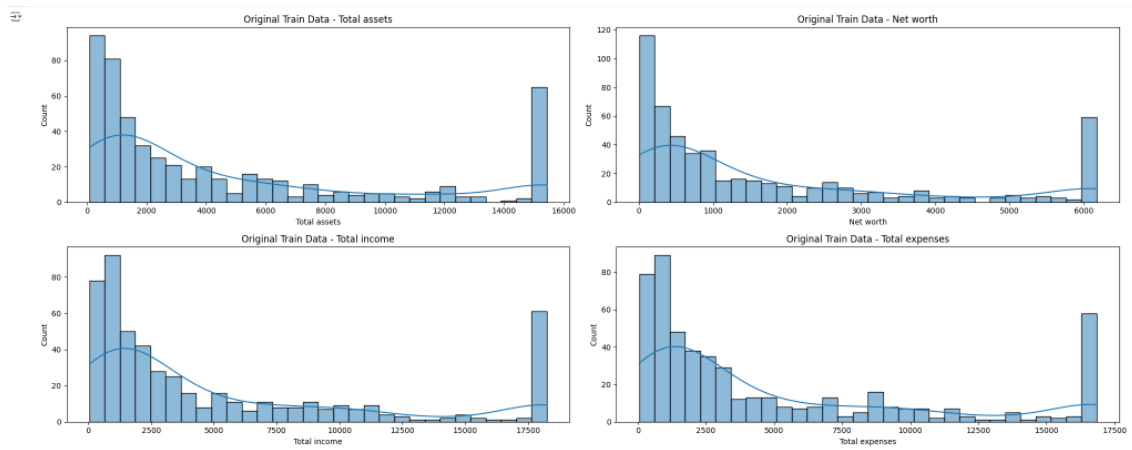 Original Train Data - Total assets
Count
80
60
40
20
0
0 2000 4000 6000 8000 10000 12000 14000 16000
Total assets
Original Train Data - Net worth
Count
120
100
80
60
40
20
0
0 1000 2000 3000 4000 5000 6000
Net worth
Original Train Data - Total income
Count
80
60
40
20
0
0 2500 5000 7500 10000 12500 15000 17500
Total income
Original Train Data - Total expenses
Count
80
60
40
20
0
0 2500 5000 7500 10000 12500 15000 17500
Total expenses